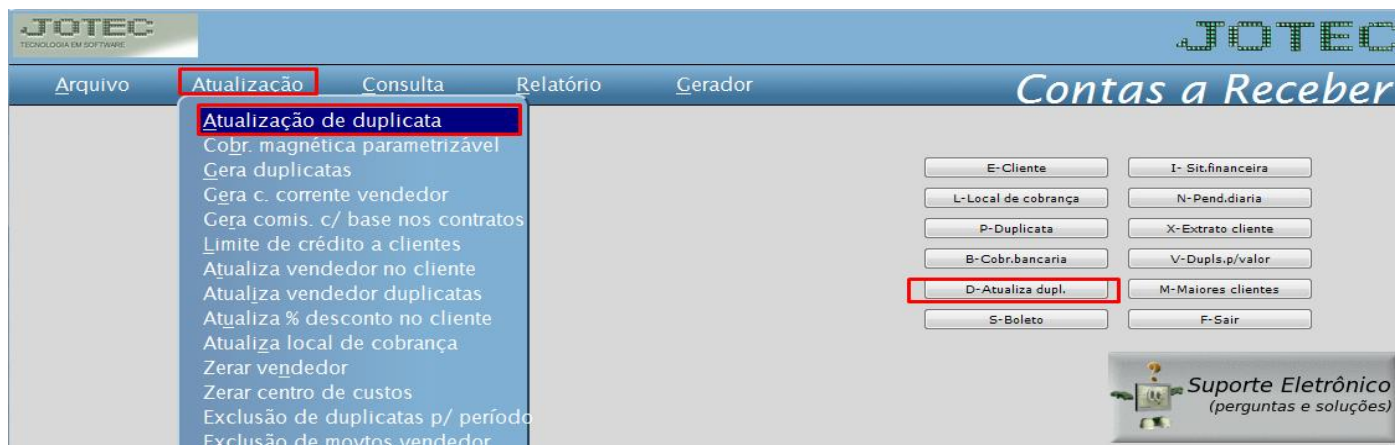 JOTEC
TECNOLOGIA EM SOFTWARE
JOTEC
Arquivo Atualização Consulta Relatório Gerador
Contas a Receber
Atualização de duplicata
Cobr. magnética parametrizável
Gera duplicatas
Gera c. corrente vendedor
Gera comis. c/ base nos contratos
Limite de crédito a clientes
Atualiza vendedor no cliente
Atualiza vendedor duplicatas
Atualiza % desconto no cliente
Atualiza local de cobrança
Zerar vendedor
Zerar centro de custos
Exclusão de duplicatas p/ período
Exclusão de movtos vendedor
E-Cliente I- Sit.financeira
L-Local de cobrança N-Pend.diaria
P-Duplicata X-Extrato cliente
B-Cobr.bancaria V-Dupls.p/valor
D-Atualiza dupl. M-Maiores clientes
S-Boleto F-Sair
Suporte Eletrônico
(perguntas e soluções)